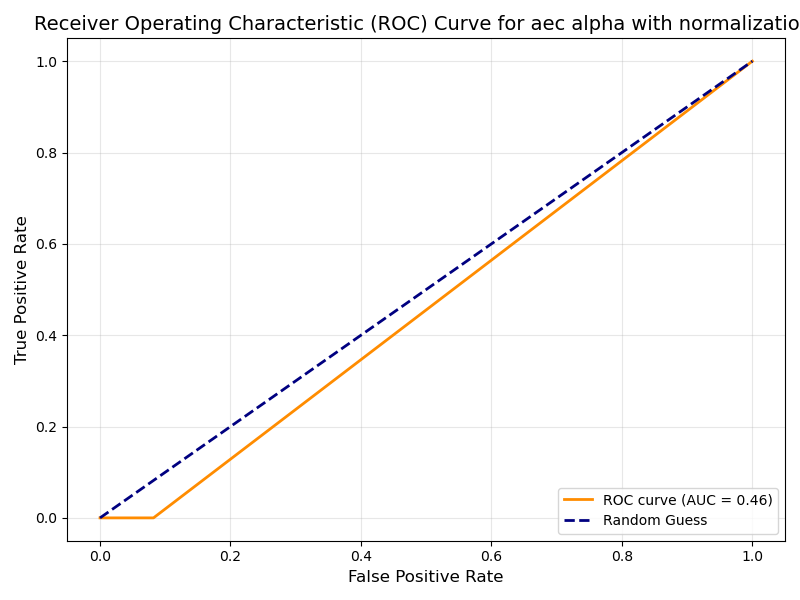 Receiver Operating Characteristic (ROC) Curve for aec alpha with normalizatio
1.0
0.8
0.6
0.4
0.2
0.0
True Positive Rate
0.0 0.2 0.4 0.6 0.8 1.0
False Positive Rate
ROC curve (AUC = 0.46)
Random Guess